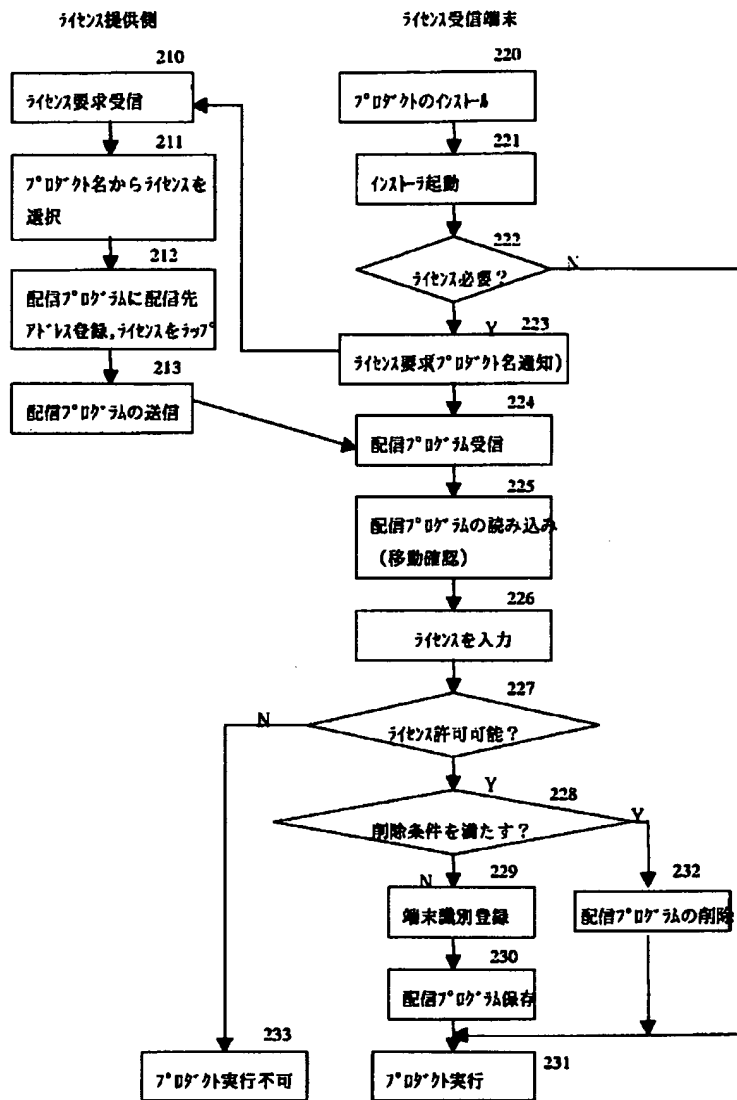 ライセンス提供側
ライセンス受信端末
210
ライセンス要求受信
211
プロダクト名からライセンスを
選択
212
配信プログラムに配信先
アドレス登録,ライセンスをラップ
213
配信プログラムの送信
220
プロダクトのインストール
221
インストーラ起動
222
ライセンス必要?
N
Y
223
ライセンス要求(プロダクト名通知)
224
配信プログラム受信
225
配信プログラムの読み込み
(移動確認)
226
ライセンスを入力
227
ライセンス許可可能?
N
Y
228
削除条件を満たす?
Y
N
229
端末識別登録
232
配信プログラムの削除
230
配信プログラム保存
233
プロダクト実行不可
231
プロダクト実行